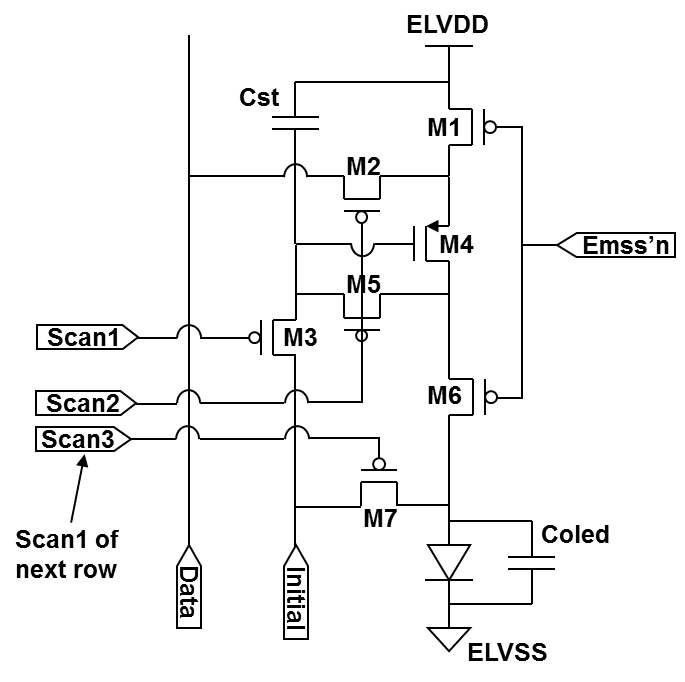 ELVDD
Cst
M1
M2
M4
Emss'n
M5
Scan1
M3
Scan2
M6
Scan3
M7
Scan1 of
next row
Coled
Data
Initial
ELVSS